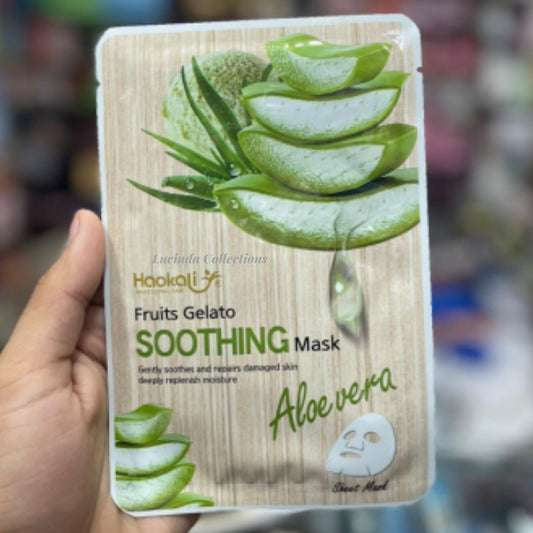 Lucinda Collections
Haokali
Fruits Gelato
SOOTHING Mask
Gently soothes and repairs damaged skin
deeply replenish moisture
Aloe vera
Sheet Mask